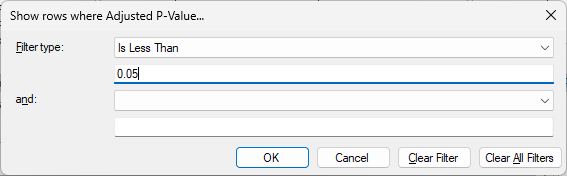 Show rows where Adjusted P-Value...
Filter type:
Is Less Than
0.05
and:
OK
Cancel
Clear Filter
Clear All Filters